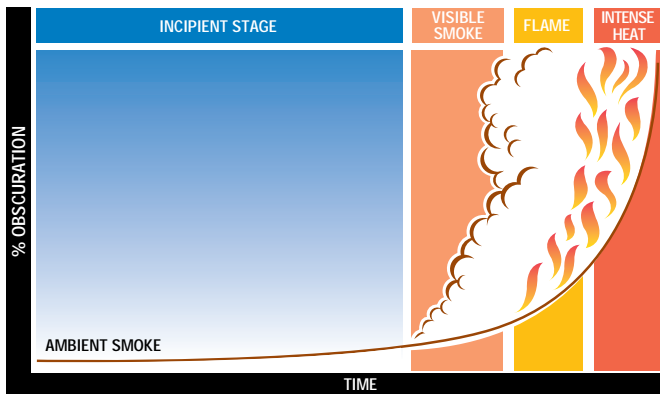 INCIPIENT STAGE
VISIBLE
SMOKE
FLAME
INTENSE
HEAT
% OBSCURATION
AMBIENT SMOKE
TIME